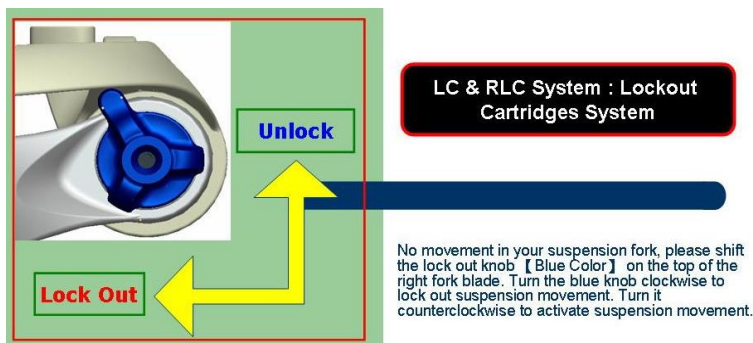 LC & RLC System : Lockout
Cartridges System
Unlock
Lock Out
No movement in your suspension fork, please shift
the lock out knob【Blue Color】 on the top of the
right fork blade. Turn the blue knob clockwise to
lock out suspension movement. Turn it
counterclockwise to activate suspension movement.